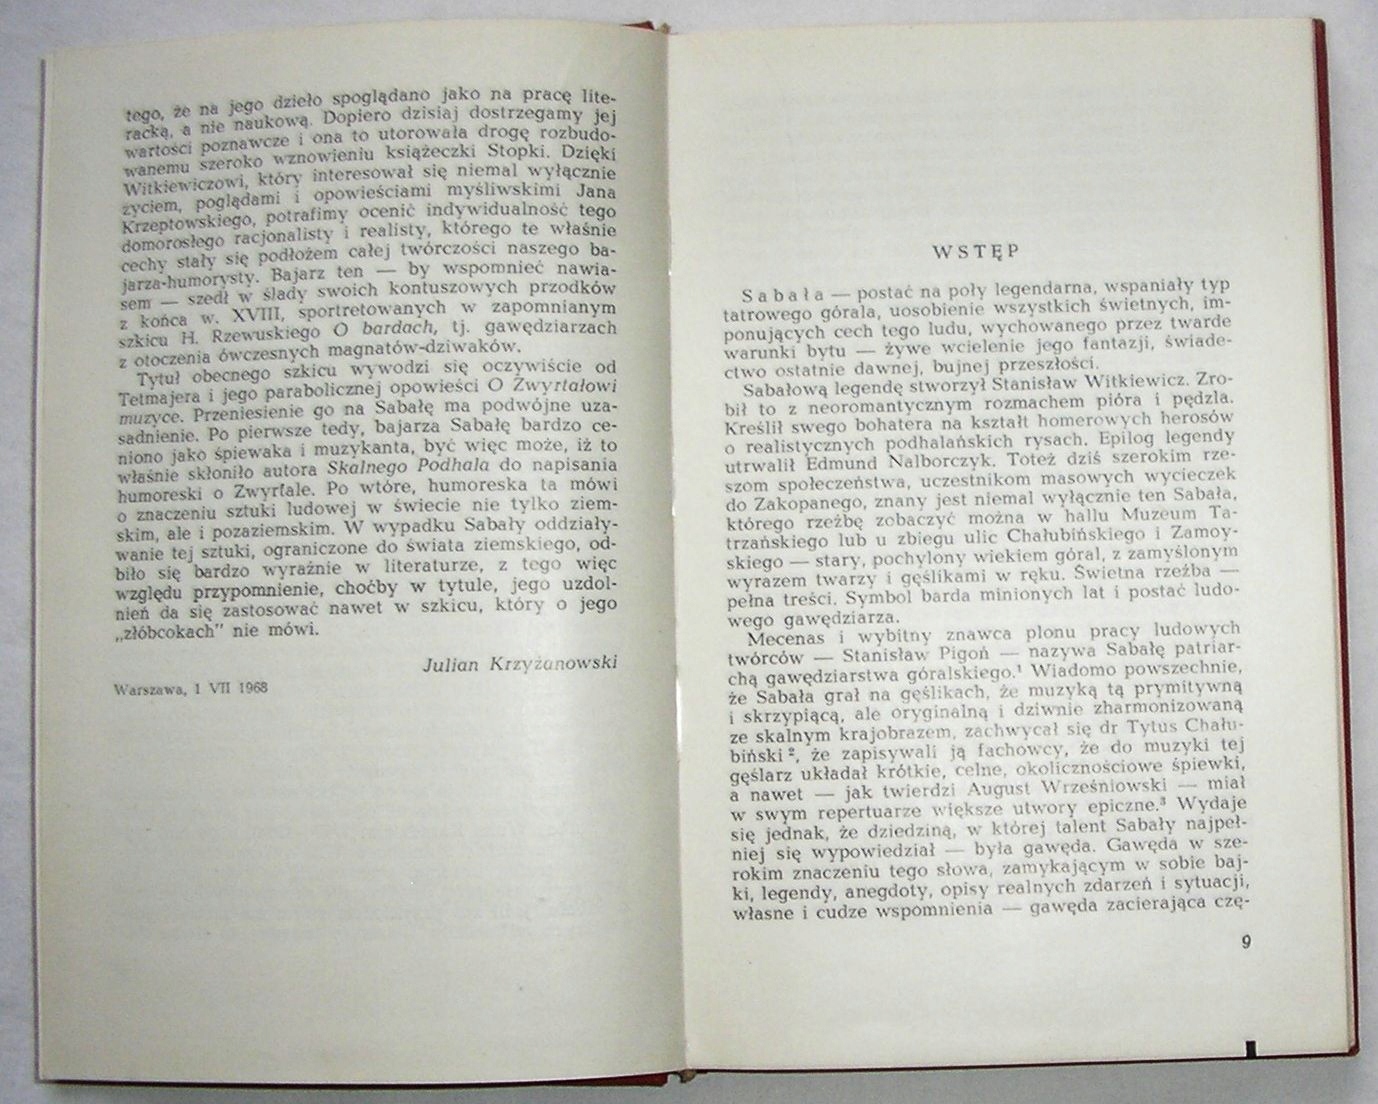 tego, że na jego dzieło spoglądano jako na pracę lite-
racką, a nie naukową. Dopiero dzisiaj dostrzegamy jej
wartości poznawcze i ona to utorowała drogę rozbudo-
wanemu szeroko wznowieniu książeczki Stopki. Dzięki
Witkiewiczowi, który interesował się niemal wyłącznie
życiem, poglądami i opowieściami myśliwskimi Jana
Krzeptowskiego, potrafimy ocenić indywidualność tego
domorosłego racjonalisty i realisty, którego te właśnie
cechy stały się podłożem całej twórczości naszego ba-
jarza-humorysty. Bajarz ten — by wspomnieć nawia-
sem — szedł w ślady swoich kontuszowych przodków
z końca w. XVIII, sportretowanych w zapomnianym
szkicu H. Rzewuskiego O bardach, tj. gawędziarzach
z otoczenia ówczesnych magnatów-dziwaków.
Tytuł obecnego szkicu wywodzi się oczywiście od
Tetmajera i jego parabolicznej opowieści O Zwyrtałowi
muzyce. Przeniesienie go na Sabałę ma podwójne uza-
sadnienie. Po pierwsze tedy, bajarza Sabałę bardzo ce-
niono jako śpiewaka i muzykanta, być więc może, iż to
właśnie skłoniło autora Skalnego Podhala do napisania
humoreski o Zwyrtale. Po wtóre, humoreska ta mówi
o znaczeniu sztuki ludowej w świecie nie tylko ziem-
skim, ale i pozaziemskim. W wypadku Sabały oddziały-
wanie tej sztuki, ograniczone do świata ziemskiego, od-
biło się bardzo wyraźnie w literaturze, z tego więc
względu przypomnienie, choćby w tytule, jego uzdol-
nień da się zastosować nawet w szkicu, który o jego
„złóbcokach" nie mówi.
Julian Krzyżanowski
Warszawa, 1 VII 1968
WSTĘP
Sabała — postać na poły legendarna, wspaniały typ
tatrowego górala, uosobienie wszystkich świetnych, im-
ponujących cech tego ludu, wychowanego przez twarde
warunki bytu — żywe wcielenie jego fantazji, świade-
ctwo ostatnie dawnej, bujnej przeszłości.
Sabałową legendę stworzył Stanisław Witkiewicz. Zro-
bił to z neoromantycznym rozmachem pióra i pędzla.
Kreślił swego bohatera na kształt homerowych herosów
o realistycznych podhalańskich rysach. Epilog legendy
utrwalił Edmund Nalborczyk. Toteż dziś szerokim rze-
szom społeczeństwa, uczestnikom masowych wycieczek
do Zakopanego, znany jest niemal wyłącznie ten Sabała,
którego rzeźbę zobaczyć można w hallu Muzeum Ta-
trzańskiego lub u zbiegu ulic Chałubińskiego i Zamoy-
skiego — stary, pochylony wiekiem góral, z zamyślonym
wyrazem twarzy i gęślikami w ręku. Świetna rzeźba —
pełna treści. Symbol barda minionych lat i postać ludo-
wego gawędziarza.
Mecenas i wybitny znawca plonu pracy ludowych
twórców — Stanisław Pigoń — nazywa Sabałę patriar-
chą gawędziarstwa góralskiego.¹ Wiadomo powszechnie,
że Sabała grał na gęślikach, że muzyką tą prymitywną
i skrzypiącą, ale oryginalną i dziwnie zharmonizowaną
ze skalnym krajobrazem, zachwycał się dr Tytus Chału-
biński ², że zapisywali ją fachowcy, że do muzyki tej
gęślarz układał krótkie, celne, okolicznościowe śpiewki,
a nawet — jak twierdzi August Wrześniowski — miał
w swym repertuarze większe utwory epiczne.³ Wydaje
się jednak, że dziedziną, w której talent Sabały najpeł-
niej się wypowiedział — była gawęda. Gawęda w sze-
rokim znaczeniu tego słowa, zamykającym w sobie baj-
ki, legendy, anegdoty, opisy realnych zdarzeń i sytuacji,
własne i cudze wspomnienia — gawęda zacierająca czę-
9